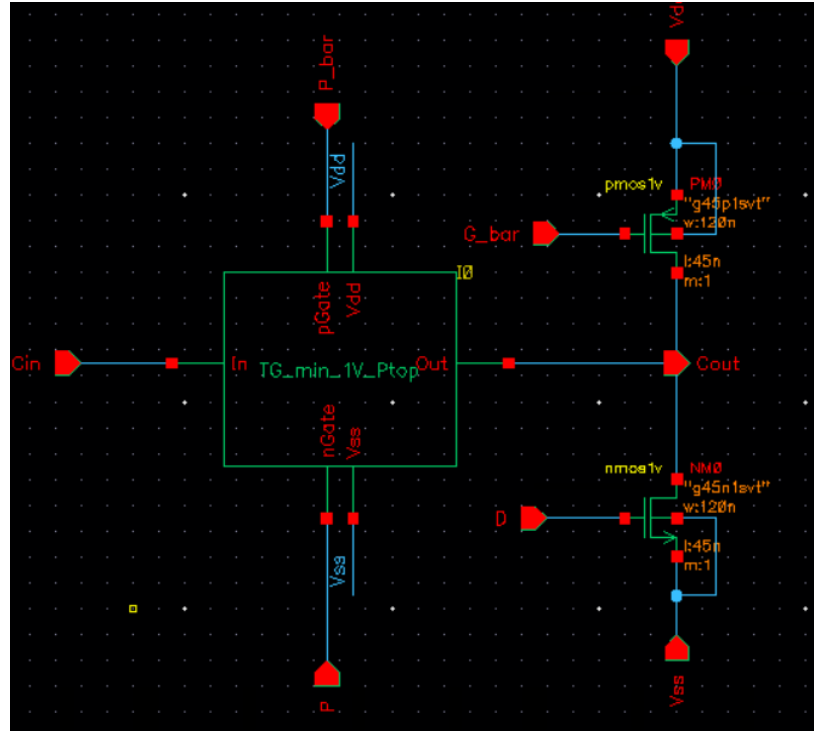 Vdd
P_bar
Vdd
pmos1v
PM0
"g45p1svt"
w:120n
G_bar
l:45n
m:1
I0
pGate
Vdd
Cin
In
TG_min_1V_Ptop
Out
Cout
nGate
Vss
nmos1v
NM0
"g45n1svt"
w:120n
D
l:45n
m:1
Vss
P
Vss